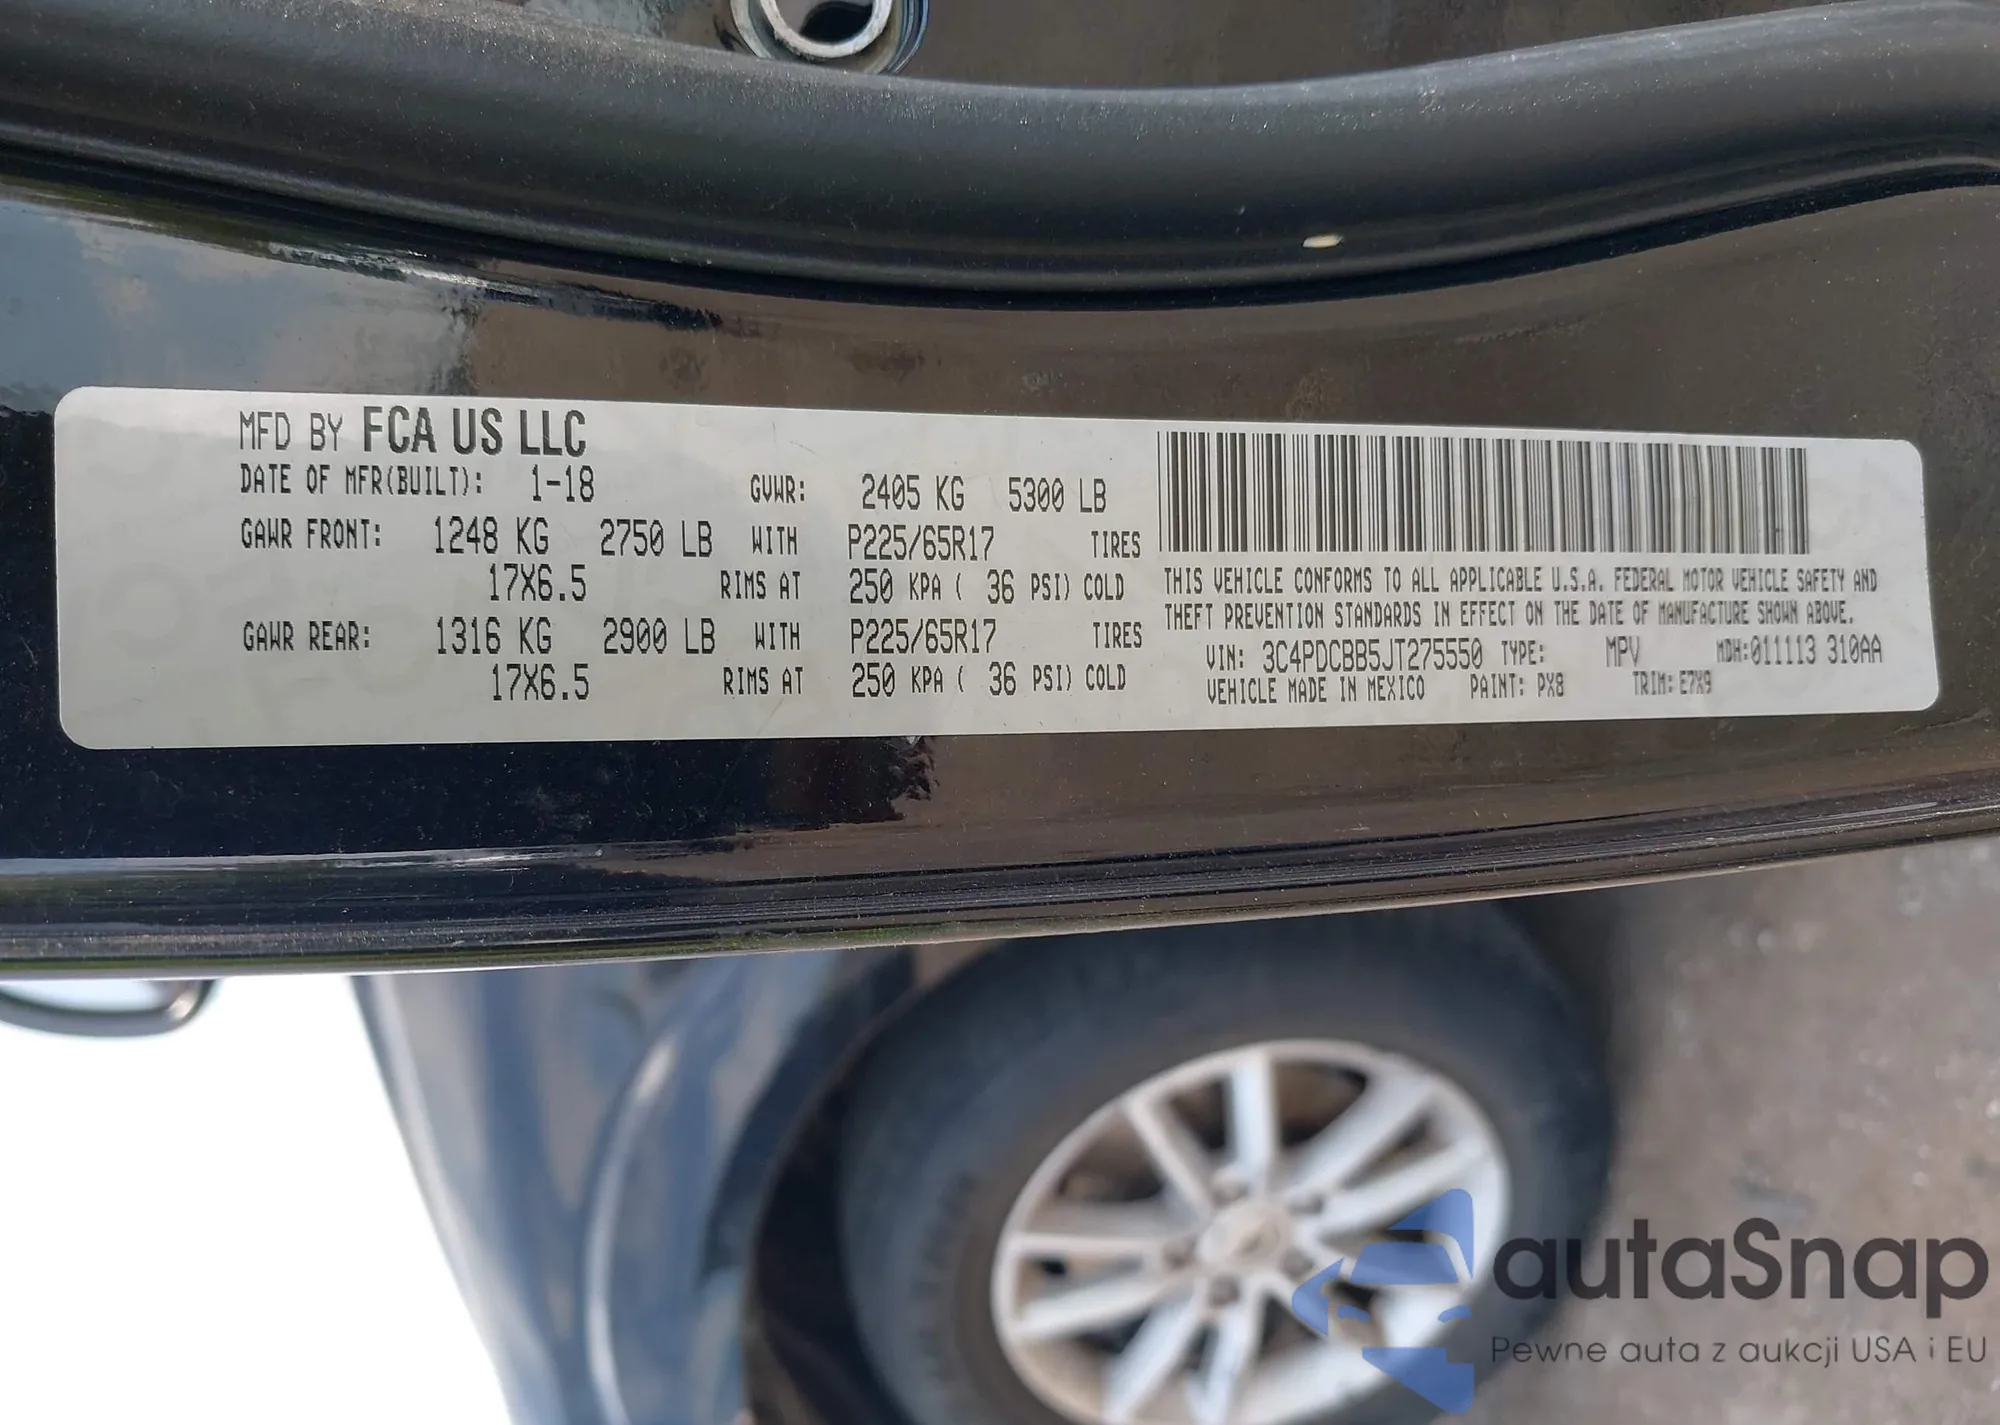 MFD BY FCA US LLC
DATE OF MFR(BUILT): 1-18 GVWR: 2405 KG 5300 LB
GAWR FRONT: 1248 KG 2750 LB WITH P225/65R17 TIRES
17X6.5 RIMS AT 250 KPA ( 36 PSI) COLD
GAWR REAR: 1316 KG 2900 LB WITH P225/65R17 TIRES
17X6.5 RIMS AT 250 KPA ( 36 PSI) COLD
THIS VEHICLE CONFORMS TO ALL APPLICABLE U.S.A. FEDERAL MOTOR VEHICLE SAFETY AND
THEFT PREVENTION STANDARDS IN EFFECT ON THE DATE OF MANUFACTURE SHOWN ABOVE.
VIN: 3C4PDCBB5JT275550 TYPE: MPV MDH:011113 310AA
VEHICLE MADE IN MEXICO PAINT: PX8 TRIM: E7X9
autaSnap
Pewne auta z aukcji USA i EU